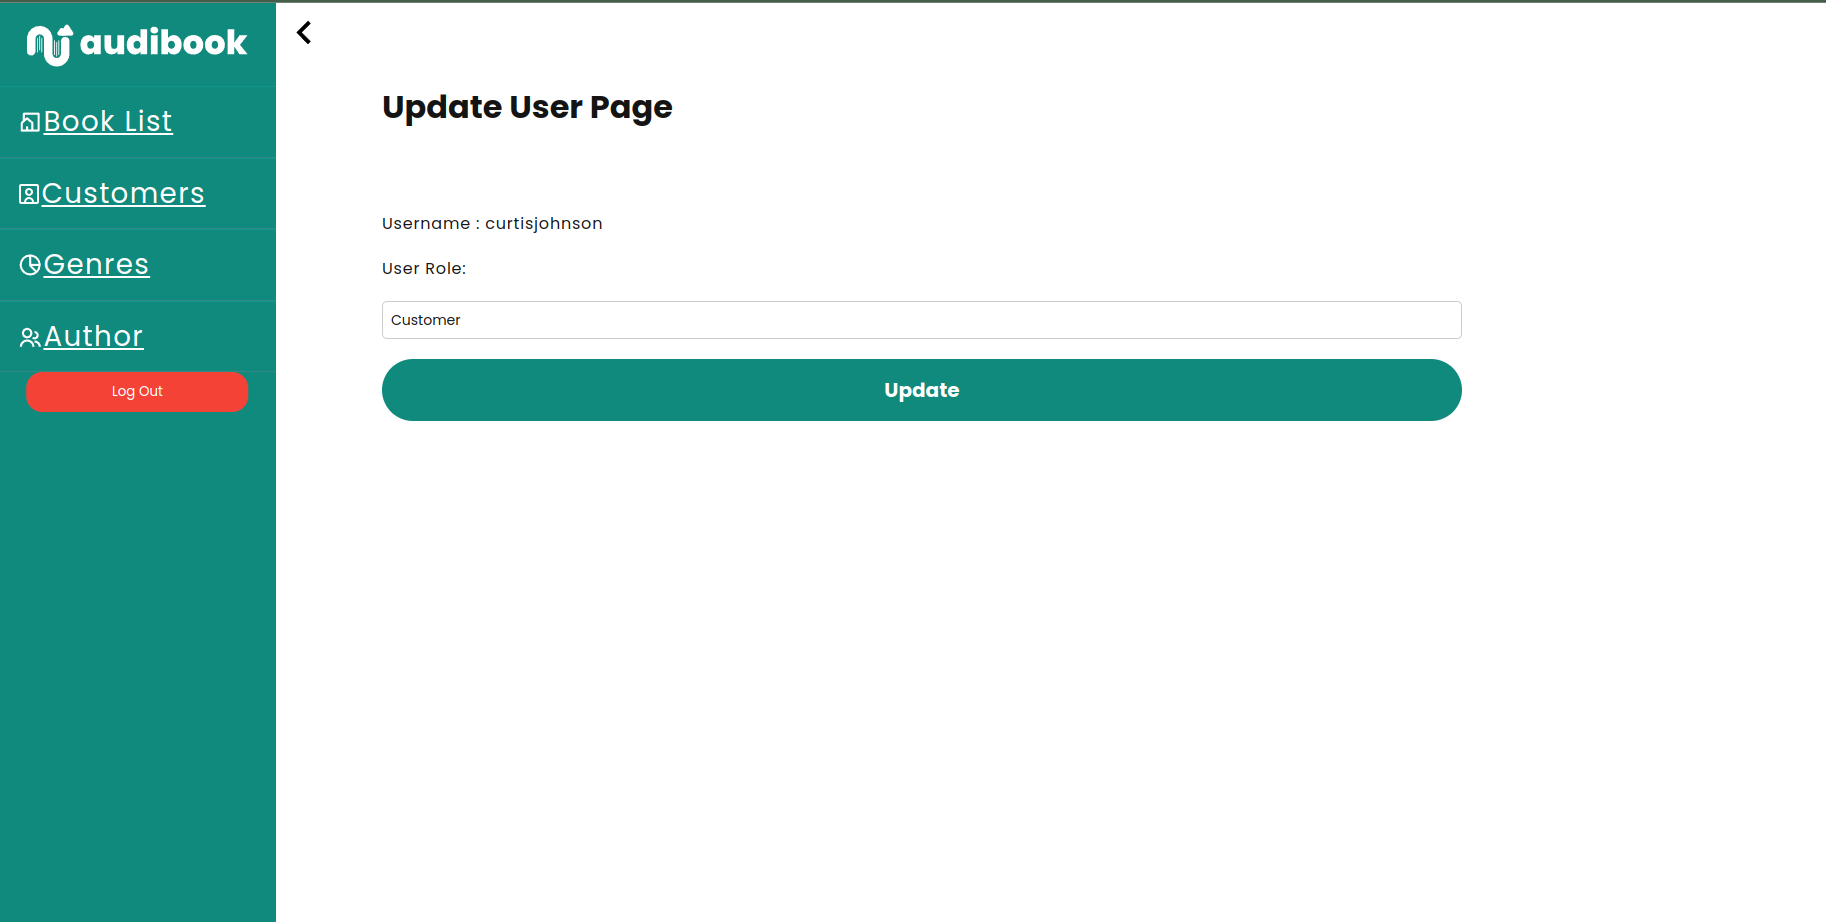 audibook
Book List
Customers
Genres
Author
Log Out
Update User Page
Username : curtisjohnson
User Role:
Customer
Update